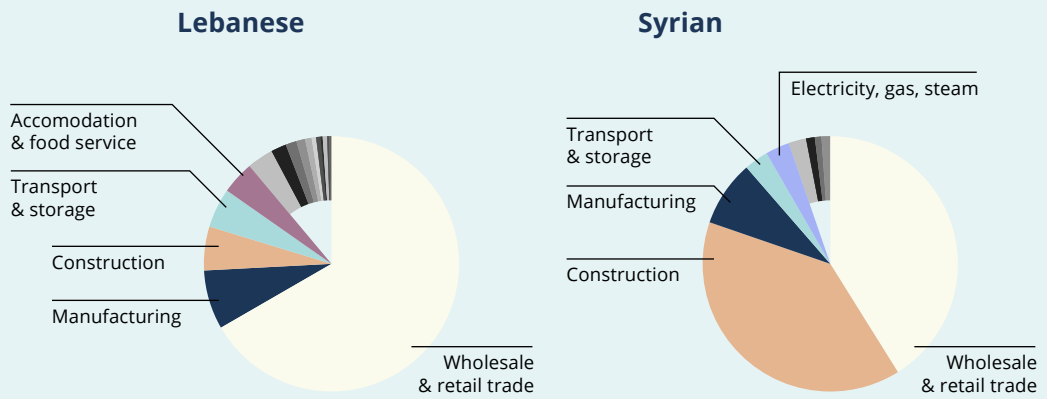 Lebanese
Accomodation
& food service
Transport
& storage
Construction
Manufacturing
Wholesale
& retail trade
Syrian
Electricity, gas, steam
Transport
& storage
Manufacturing
Construction
Wholesale
& retail trade